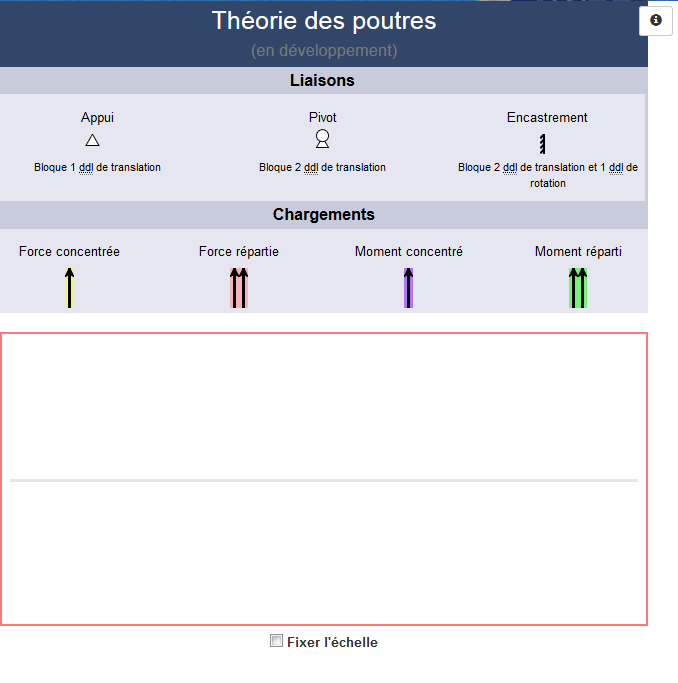 Théorie des poutres
(en développement)
Liaisons
Appui
Pivot
Encastrement
Bloque 1 ddl de translation
Bloque 2 ddl de translation
Bloque 2 ddl de translation et 1 ddl de
rotation
Chargements
Force concentrée
Force répartie
Moment concentré
Moment réparti
Fixer l'échelle